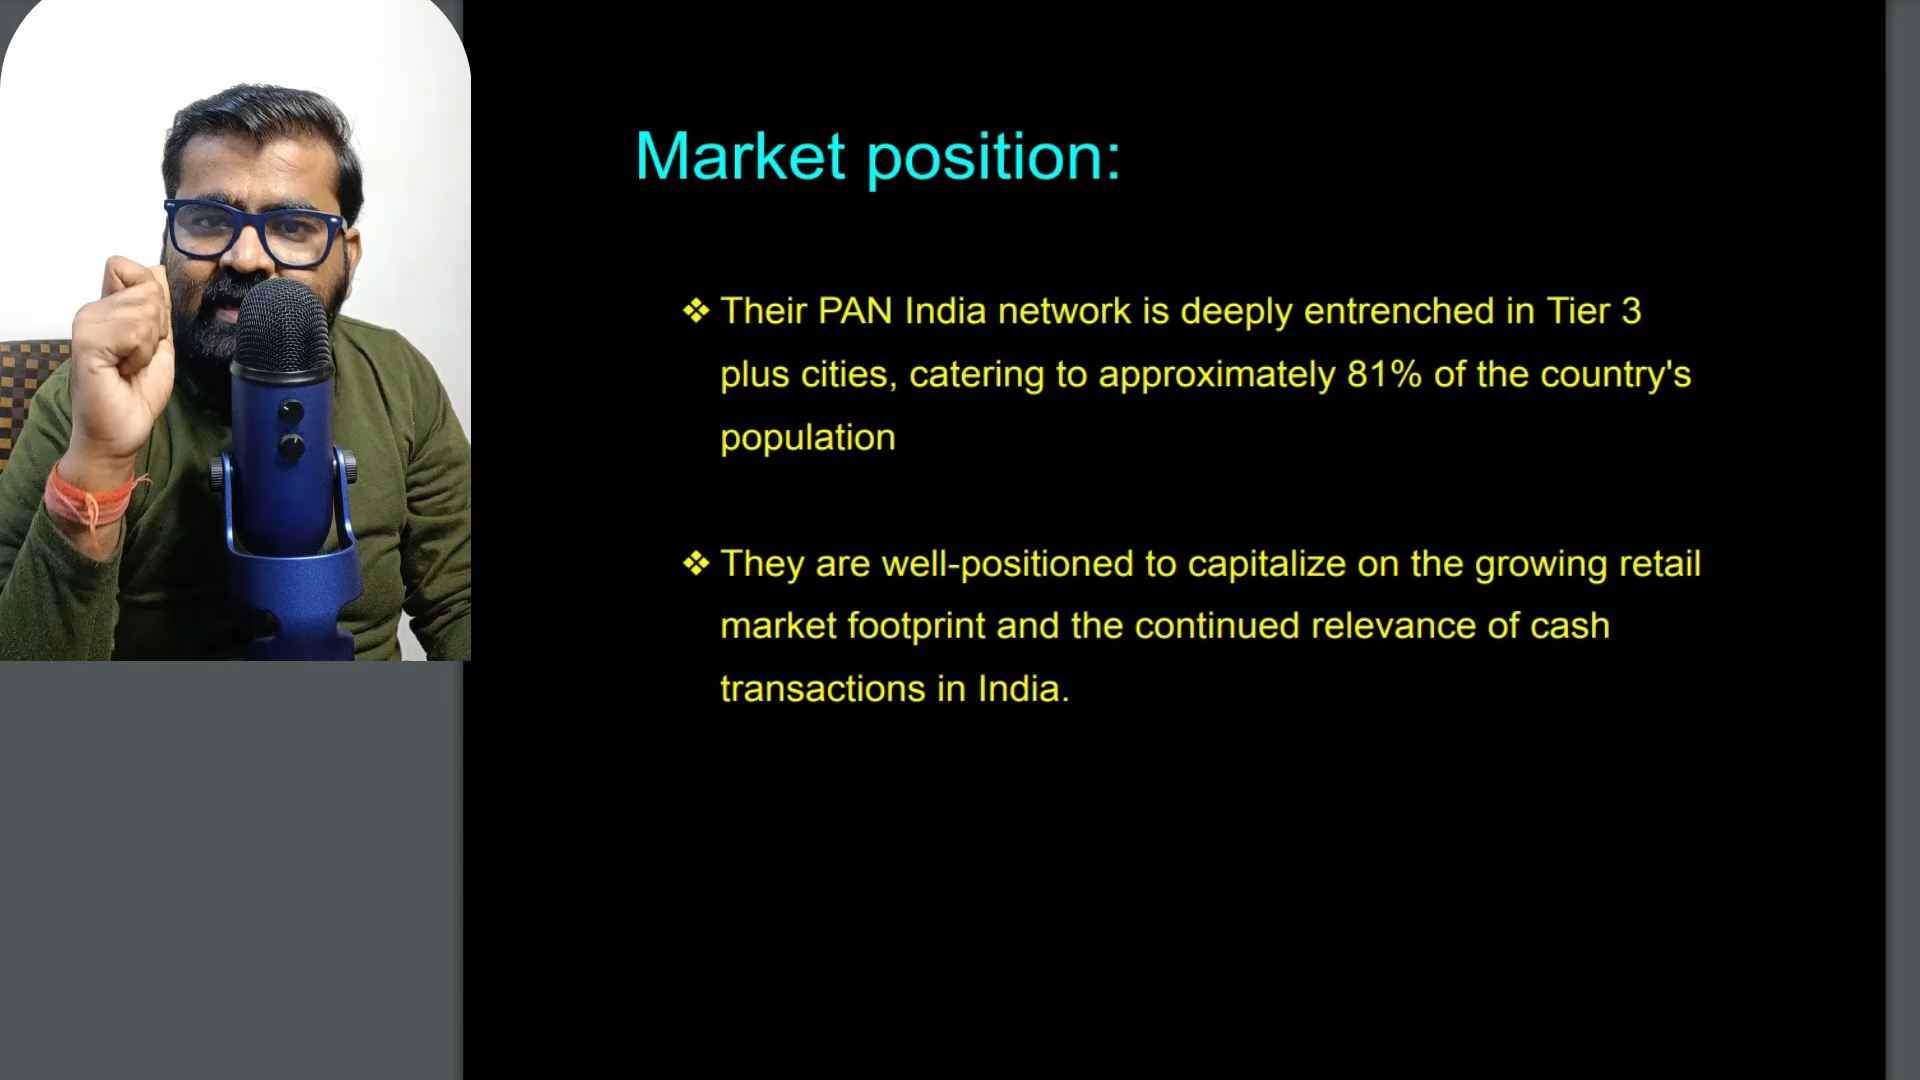 Market position:
❖ Their PAN India network is deeply entrenched in Tier 3
plus cities, catering to approximately 81% of the country's
population
❖ They are well-positioned to capitalize on the growing retail
market footprint and the continued relevance of cash
transactions in India.